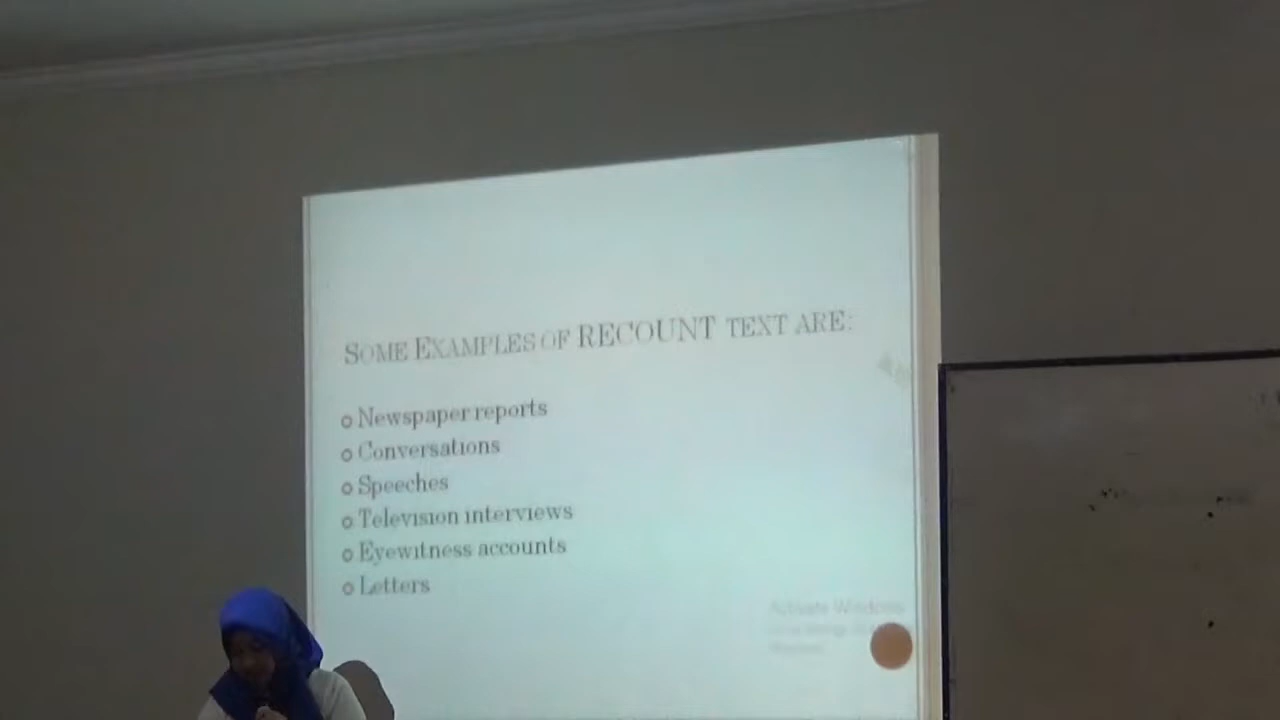 SOME EXAMPLES OF RECOUNT TEXT ARE:
Newspaper reports
Conversations
Speeches
Television interviews
Eyewitness accounts
Letters
Activate Windows